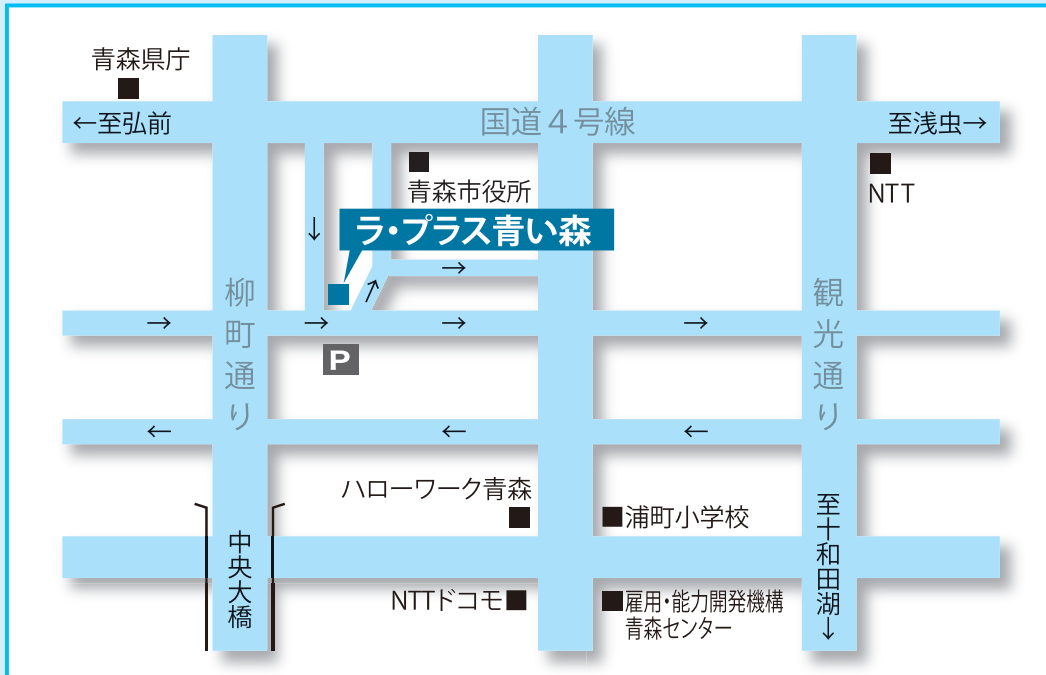 青森県庁
←至弘前
国道4号線
至浅虫→
青森市役所
NTT
ラ・プラス青い森
柳町通り
観光通り
P
ハローワーク青森
浦町小学校
中央大橋
至十和田湖↓
NTTドコモ
雇用・能力開発機構
青森センター